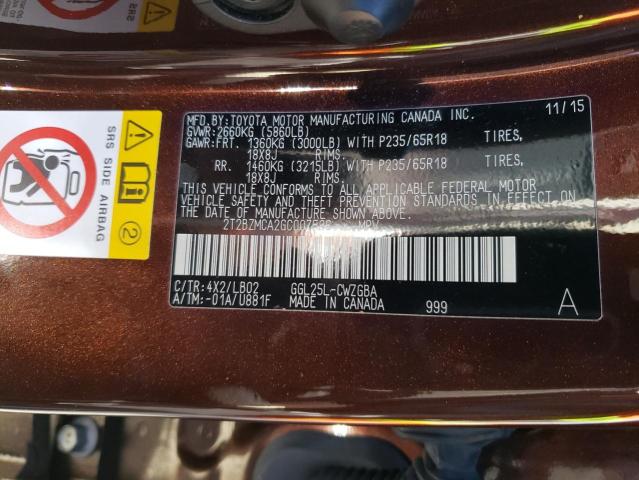 SRS
MFD.BY:TOYOTA MOTOR MANUFACTURING CANADA INC. 11/15
GVWR:2660KG (5860LB)
GAWR:FRT. 1360KG (3000LB) WITH P235/65R18 TIRES,
18X8J RIMS.
RR. 1460KG (3215LB) WITH P235/65R18 TIRES,
18X8J RIMS.
THIS VEHICLE CONFORMS TO ALL APPLICABLE FEDERAL MOTOR
VEHICLE SAFETY AND THEFT PREVENTION STANDARDS IN EFFECT ON
THE DATE OF MANUFACTURE SHOWN ABOVE.
MPV
C/TR:4X2/LB02 GGL25L-CWZGBA
A/TM:-01A/U881F MADE IN CANADA 999 A
SRS SIDE AIRBAG
2